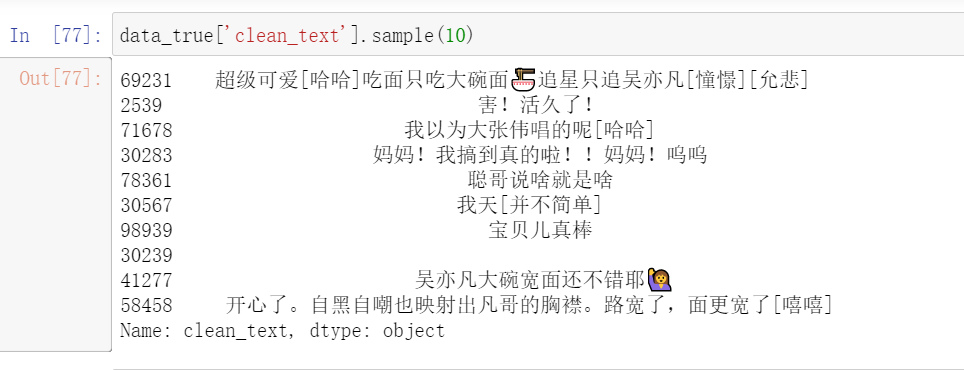 In [77]: data_true['clean_text'].sample(10)
Out[77]:
69231 超级可爱[哈哈]吃面只吃大碗面🍜追星只追吴亦凡[憧憬][允悲]
2539 害！活久了！
71678 我以为大张伟唱的呢[哈哈]
30283 妈妈！我搞到真的啦！！妈妈！呜呜
78361 聪哥说啥就是啥
30567 我天[并不简单]
98939 宝贝儿真棒
30239
41277 吴亦凡大碗宽面还不错耶🙋
58458 开心了。自黑自嘲也映射出凡哥的胸襟。路宽了，面更宽了[嘻嘻]
Name: clean_text, dtype: object